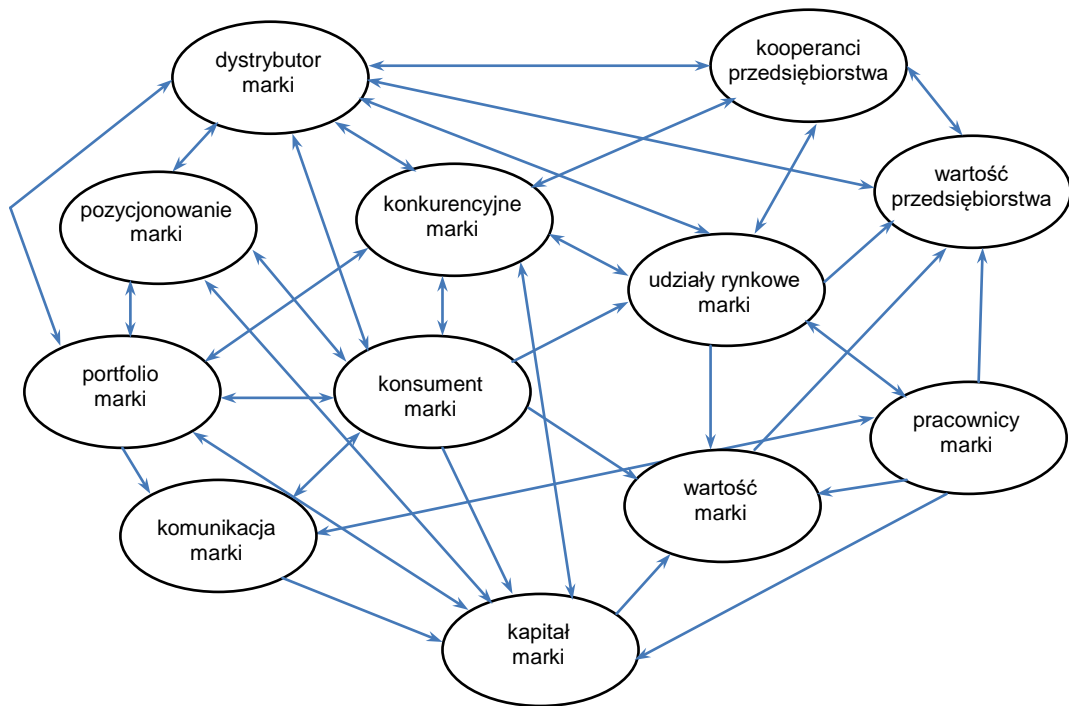 dystrybutor
marki
kooperanci
przedsiębiorstwa
pozycjonowanie
marki
konkurencyjne
marki
wartość
przedsiębiorstwa
udziały rynkowe
marki
portfolio
marki
konsument
marki
pracownicy
marki
komunikacja
marki
wartość
marki
kapitał
marki